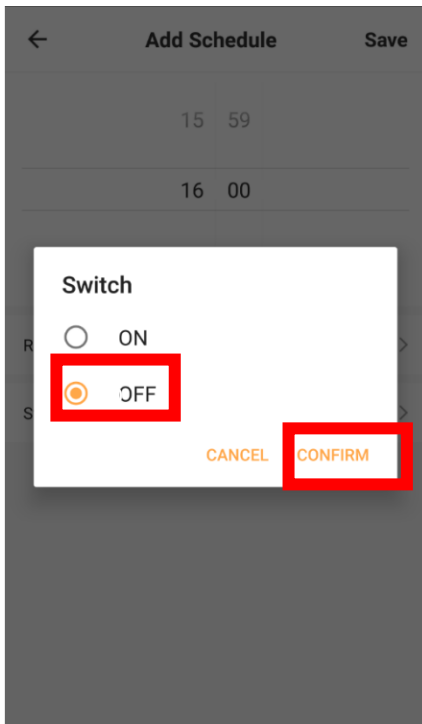 Add Schedule Save
15 59
16 00
Switch
ON
OFF
CANCEL CONFIRM
R
S